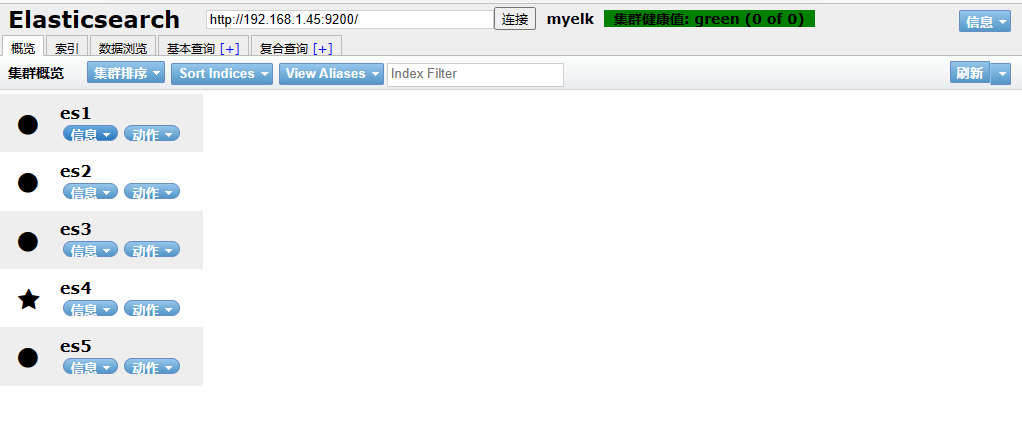 Elasticsearch http://192.168.1.45:9200/ 连接 myelk 集群健康值: green (0 of 0) 信息
概览 索引 数据浏览 基本查询 [+] 复合查询 [+]
集群概览 集群排序 Sort Indices View Aliases Index Filter 刷新
es1
信息 动作
es2
信息 动作
es3
信息 动作
es4
信息 动作
es5
信息 动作